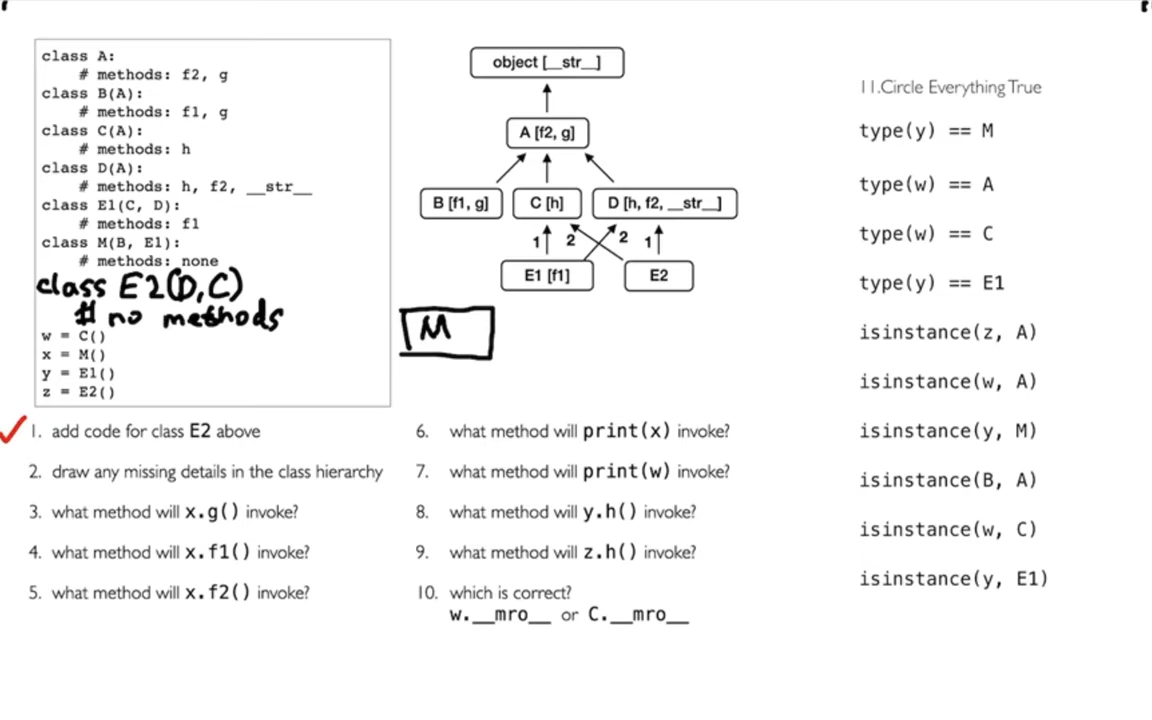 class A:
# methods: f2, g
class B(A):
# methods: f1, g
class C(A):
# methods: h
class D(A):
# methods: h, f2, __str__
class E1(C, D):
# methods: f1
class M(B, E1):
# methods: none
class E2(D,C)
# no methods
w = C()
x = M()
y = E1()
z = E2()
object [__str__]
A [f2, g]
B [f1, g]
C [h]
D [h, f2, __str__]
1 2 2 1
E1 [f1]
E2
M
1. add code for class E2 above
2. draw any missing details in the class hierarchy
3. what method will x.g() invoke?
4. what method will x.f1() invoke?
5. what method will x.f2() invoke?
6. what method will print(x) invoke?
7. what method will print(w) invoke?
8. what method will y.h() invoke?
9. what method will z.h() invoke?
10. which is correct?
w.__mro__ or C.__mro__
11.Circle Everything True
type(y) == M
type(w) == A
type(w) == C
type(y) == E1
isinstance(z, A)
isinstance(w, A)
isinstance(y, M)
isinstance(B, A)
isinstance(w, C)
isinstance(y, E1)